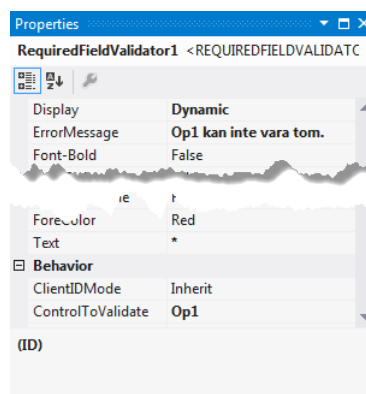 Properties
RequiredFieldValidator1 <REQUIREDFIELDVALIDATC
Display Dynamic
ErrorMessage Op1 kan inte vara tom.
Font-Bold False
ForeColor Red
Text *
Behavior
ClientIDMode Inherit
ControlToValidate Op1
(ID)